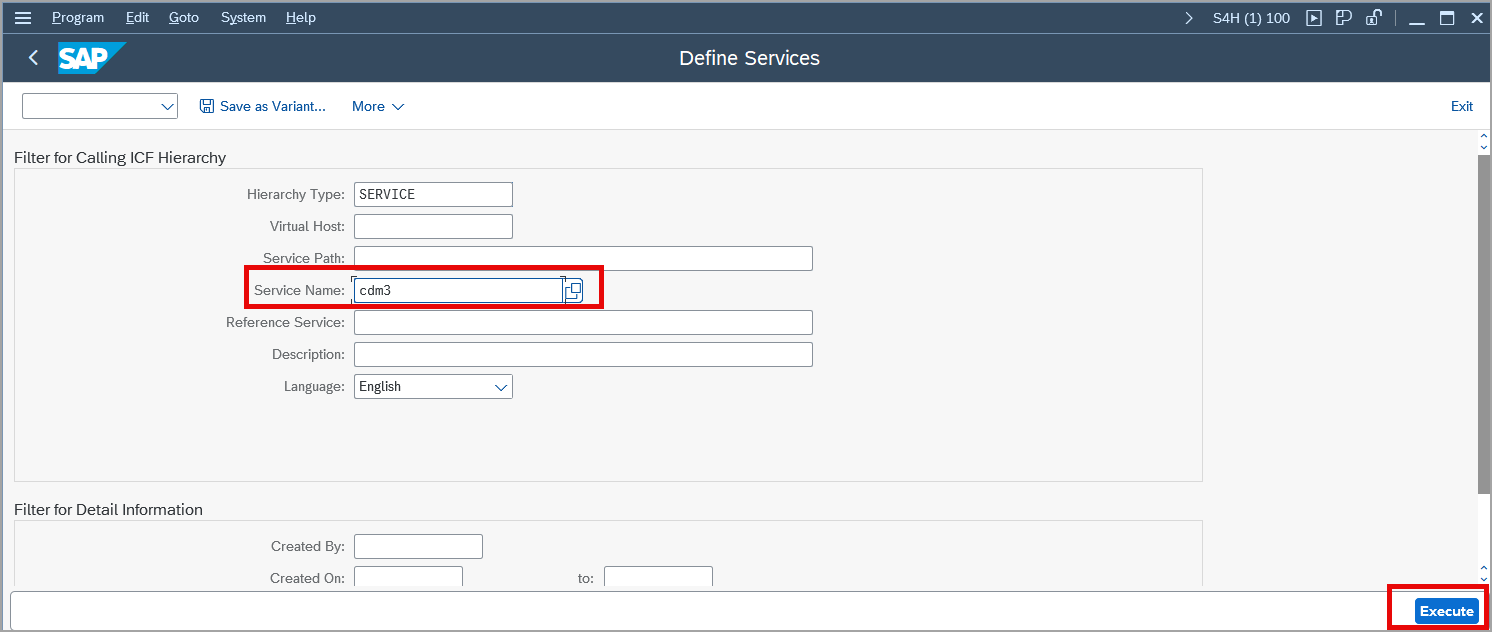 Program Edit Goto System Help S4H (1) 100
SAP Define Services
Save as Variant... More Exit
Filter for Calling ICF Hierarchy
Hierarchy Type: SERVICE
Virtual Host:
Service Path:
Service Name: cdm3
Reference Service:
Description:
Language: English
Filter for Detail Information
Created By:
Created On: to:
Execute